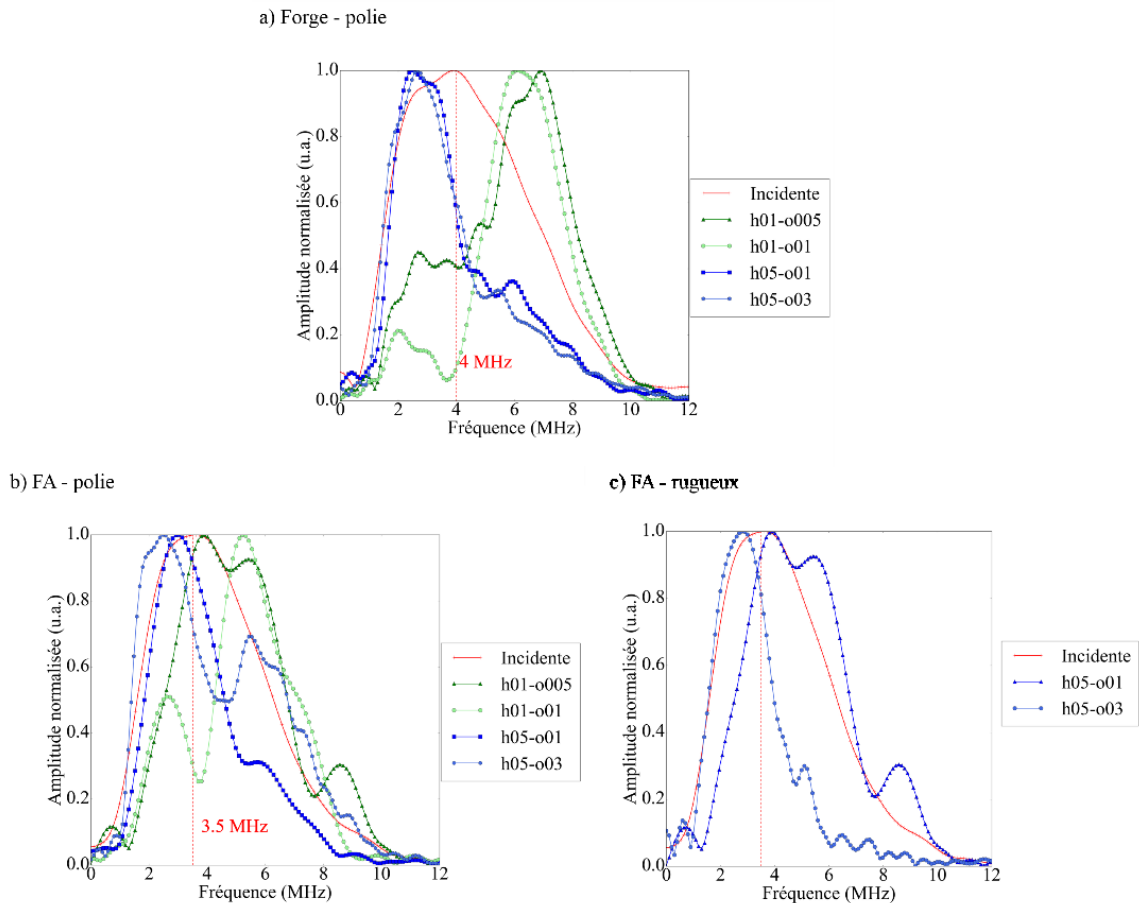 a) Forge - polie
Amplitude normalisée (u.a.)
1.0
0.8
0.6
0.4
0.2
0.0
0 2 4 6 8 10 12
Fréquence (MHz)
4 MHz
Incidente
h01-o005
h01-o01
h05-o01
h05-o03
b) FA - polie
Amplitude normalisée (u.a.)
1.0
0.8
0.6
0.4
0.2
0.0
0 2 4 6 8 10 12
Fréquence (MHz)
3.5 MHz
Incidente
h01-o005
h01-o01
h05-o01
h05-o03
c) FA - rugueux
Amplitude normalisée (u.a.)
1.0
0.8
0.6
0.4
0.2
0.0
0 2 4 6 8 10 12
Fréquence (MHz)
Incidente
h05-o01
h05-o03